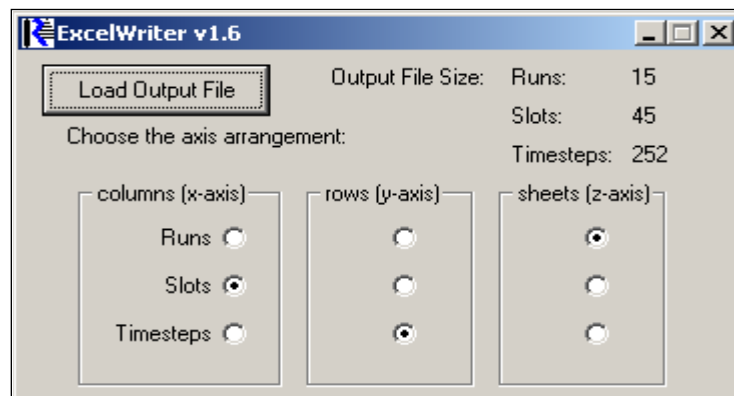 ExcelWriter v1.6
Load Output File
Output File Size:
Runs: 15
Slots: 45
Timesteps: 252
Choose the axis arrangement:
columns (x-axis)
rows (y-axis)
sheets (z-axis)
Runs
Slots
Timesteps